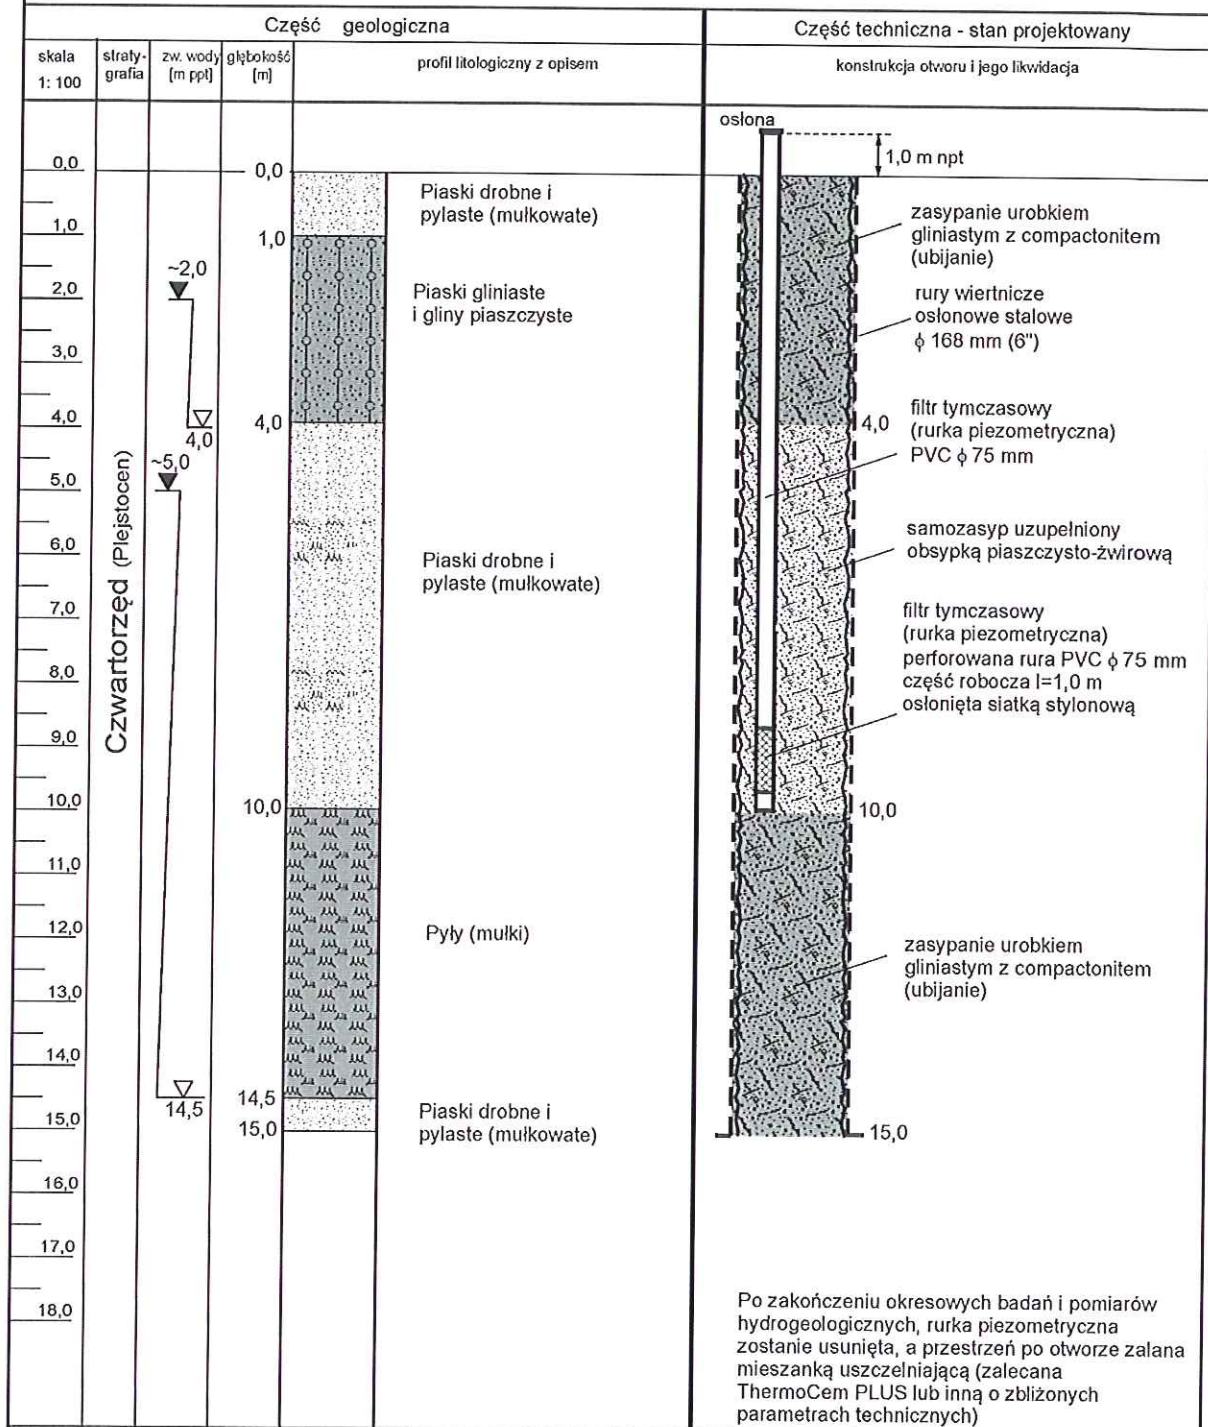 Część geologiczna
Część techniczna - stan projektowany
skala
1: 100
straty-
grafia
zw. wody
[m ppt]
głębokość
[m]
profil litologiczny z opisem
konstrukcja otworu i jego likwidacja
osłona
1,0 m npt
0,0
1,0
2,0
3,0
4,0
5,0
6,0
7,0
8,0
9,0
10,0
11,0
12,0
13,0
14,0
15,0
16,0
17,0
18,0
Czwartorzęd (Plejstocen)
~2,0
4,0
~5,0
14,5
0,0
1,0
4,0
10,0
14,5
15,0
Piaski drobne i
pylaste (mułkowate)
Piaski gliniaste
i gliny piaszczyste
Piaski drobne i
pylaste (mułkowate)
Pyły (mułki)
Piaski drobne i
pylaste (mułkowate)
zasypanie urobkiem
gliniastym z compactonitem
(ubijanie)
rury wiertnicze
osłonowe stalowe
ϕ 168 mm (6")
filtr tymczasowy
(rurka piezometryczna)
PVC ϕ 75 mm
4,0
samozasyp uzupełniony
obsypką piaszczysto-żwirową
filtr tymczasowy
(rurka piezometryczna)
perforowana rura PVC ϕ 75 mm
część robocza l=1,0 m
osłonięta siatką stylonową
10,0
zasypanie urobkiem
gliniastym z compactonitem
(ubijanie)
15,0
Po zakończeniu okresowych badań i pomiarów
hydrogeologicznych, rurka piezometryczna
zostanie usunięta, a przestrzeń po otworze zalana
mieszanką uszczelniającą (zalecana
ThermoCem PLUS lub inną o zbliżonych
parametrach technicznych)